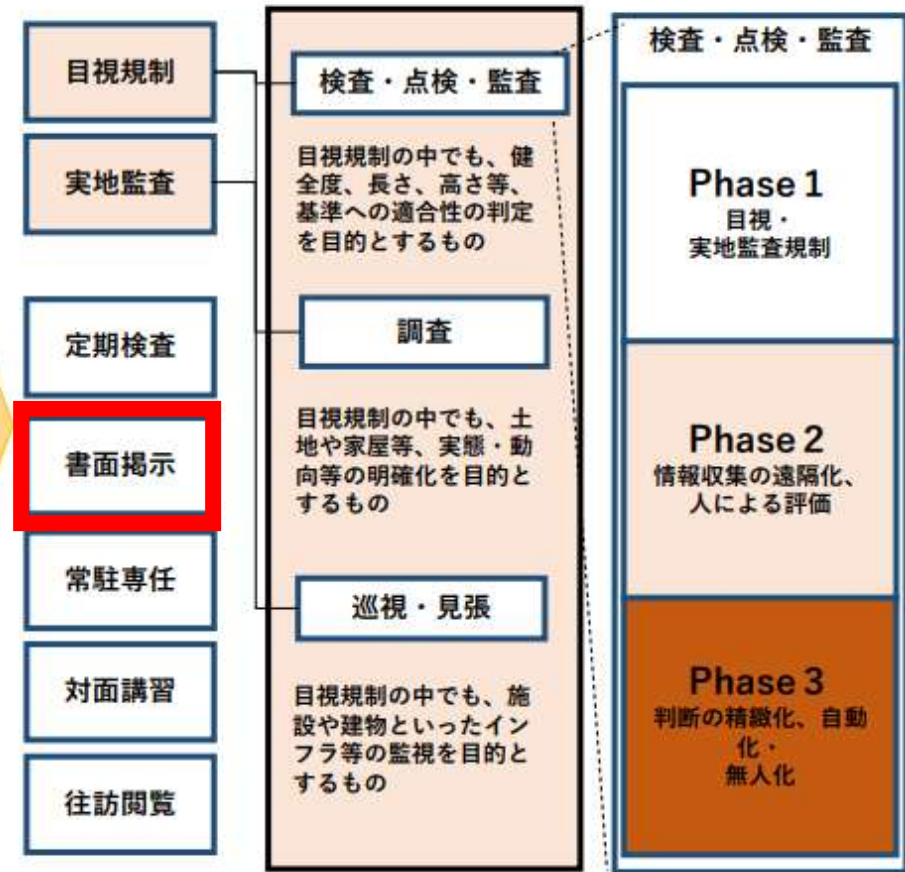 目視規制
実地監査
定期検査
書面掲示
常駐専任
対面講習
往訪閲覧
検査・点検・監査
目視規制の中でも、健
全度、長さ、高さ等、
基準への適合性の判定
を目的とするもの
調査
目視規制の中でも、土
地や家屋等、実態・動
向等の明確化を目的と
するもの
巡視・見張
目視規制の中でも、施
設や建物といったイン
フラ等の監視を目的と
するもの
検査・点検・監査
Phase 1
目視・
実地監査規制
Phase 2
情報収集の遠隔化、
人による評価
Phase 3
判断の精緻化、自動
化・
無人化